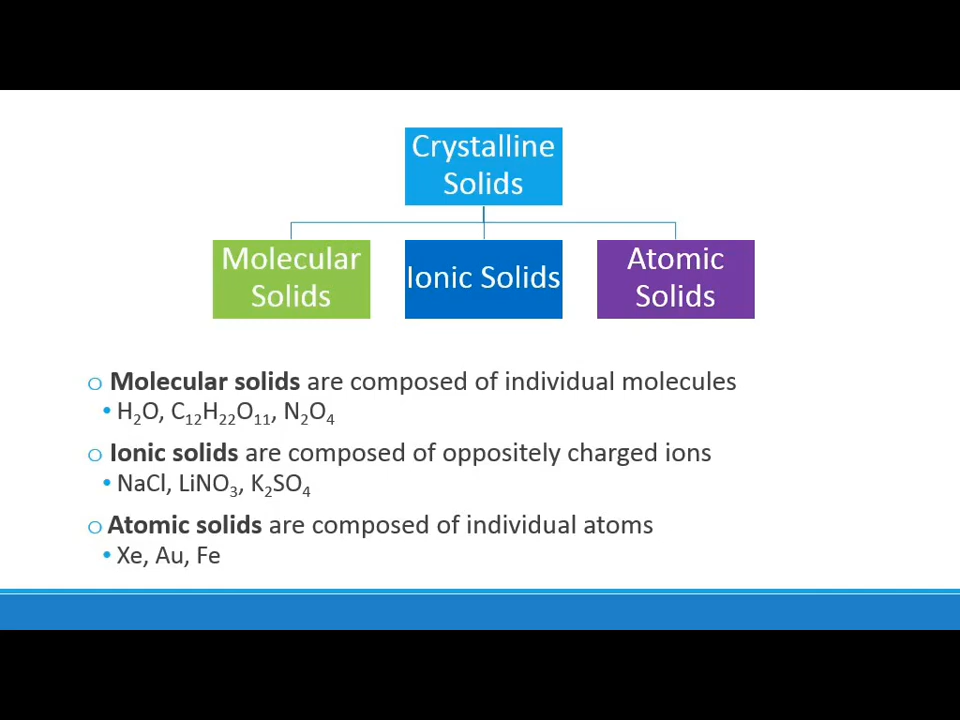 Crystalline
Solids
Molecular
Solids
Ionic Solids
Atomic
Solids
o Molecular solids are composed of individual molecules
• H₂O, C₁₂H₂₂O₁₁, N₂O₄
o Ionic solids are composed of oppositely charged ions
• NaCl, LiNO₃, K₂SO₄
o Atomic solids are composed of individual atoms
• Xe, Au, Fe